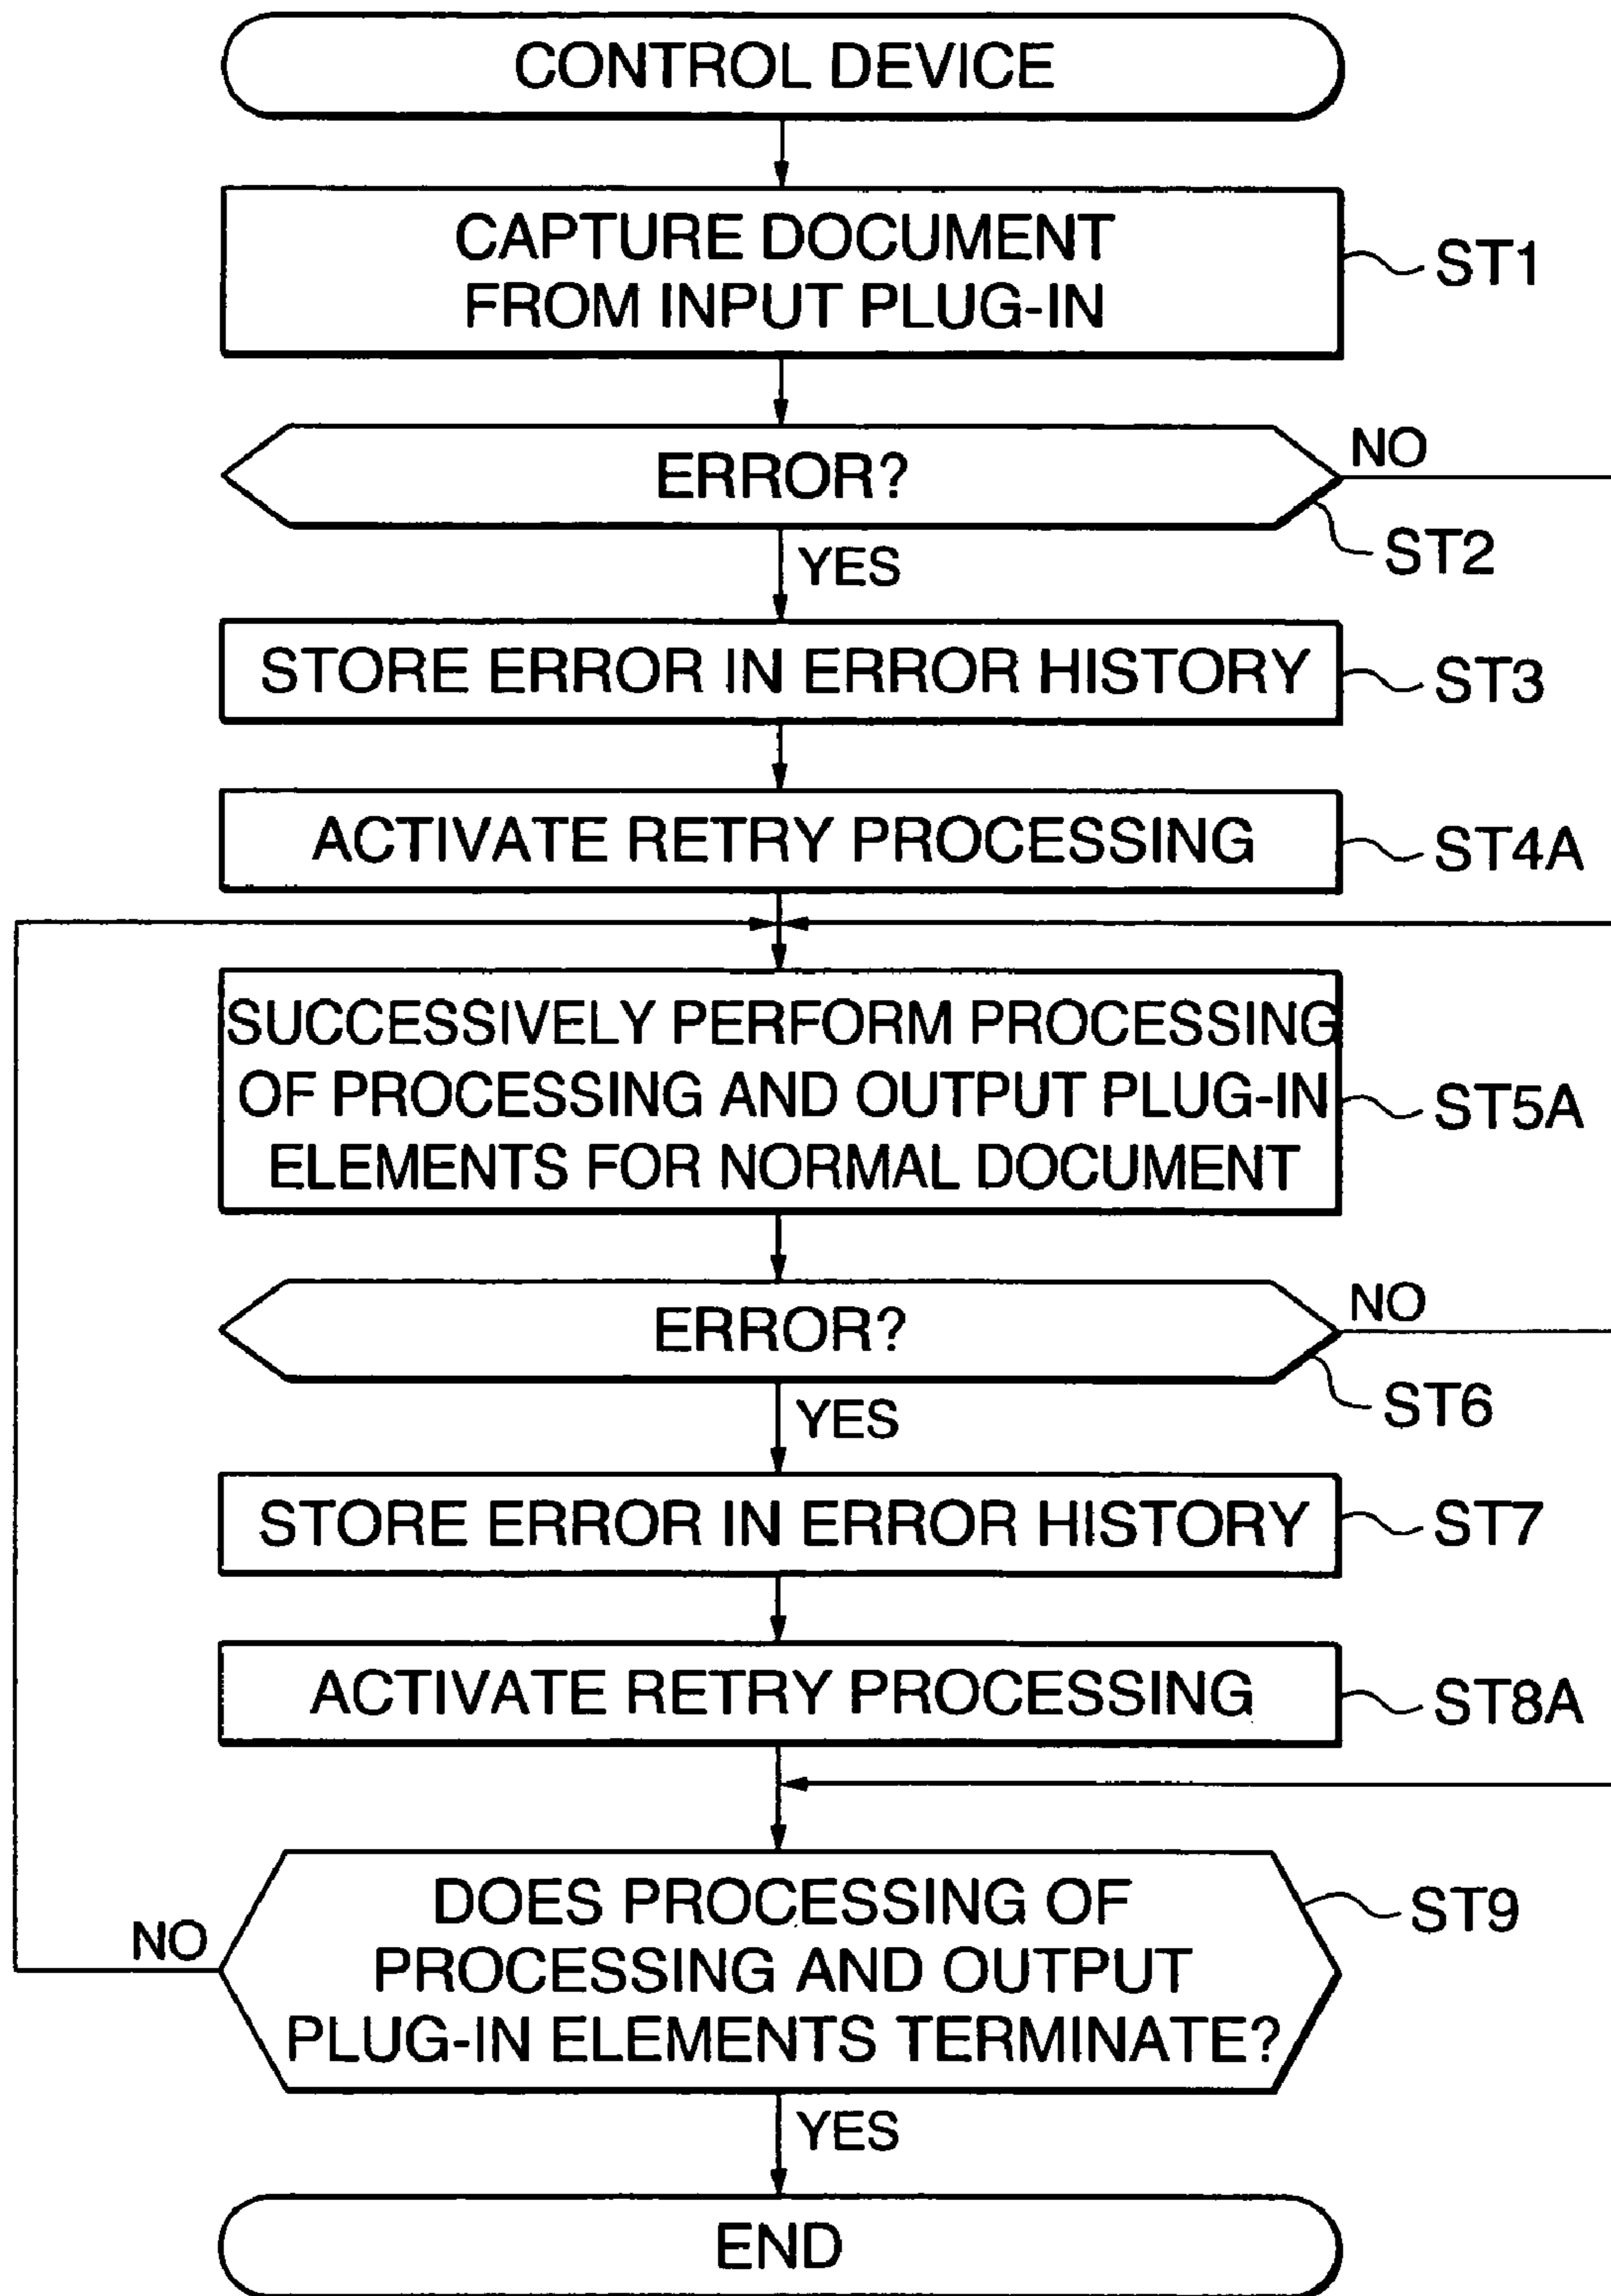 CONTROL DEVICE
CAPTURE DOCUMENT
FROM INPUT PLUG-IN
ST1
ERROR?
NO
ST2
YES
STORE ERROR IN ERROR HISTORY
ST3
ACTIVATE RETRY PROCESSING
ST4A
SUCCESSIVELY PERFORM PROCESSING
OF PROCESSING AND OUTPUT PLUG-IN
ELEMENTS FOR NORMAL DOCUMENT
ST5A
ERROR?
NO
ST6
YES
STORE ERROR IN ERROR HISTORY
ST7
ACTIVATE RETRY PROCESSING
ST8A
DOES PROCESSING OF
PROCESSING AND OUTPUT
PLUG-IN ELEMENTS TERMINATE?
ST9
NO
YES
END